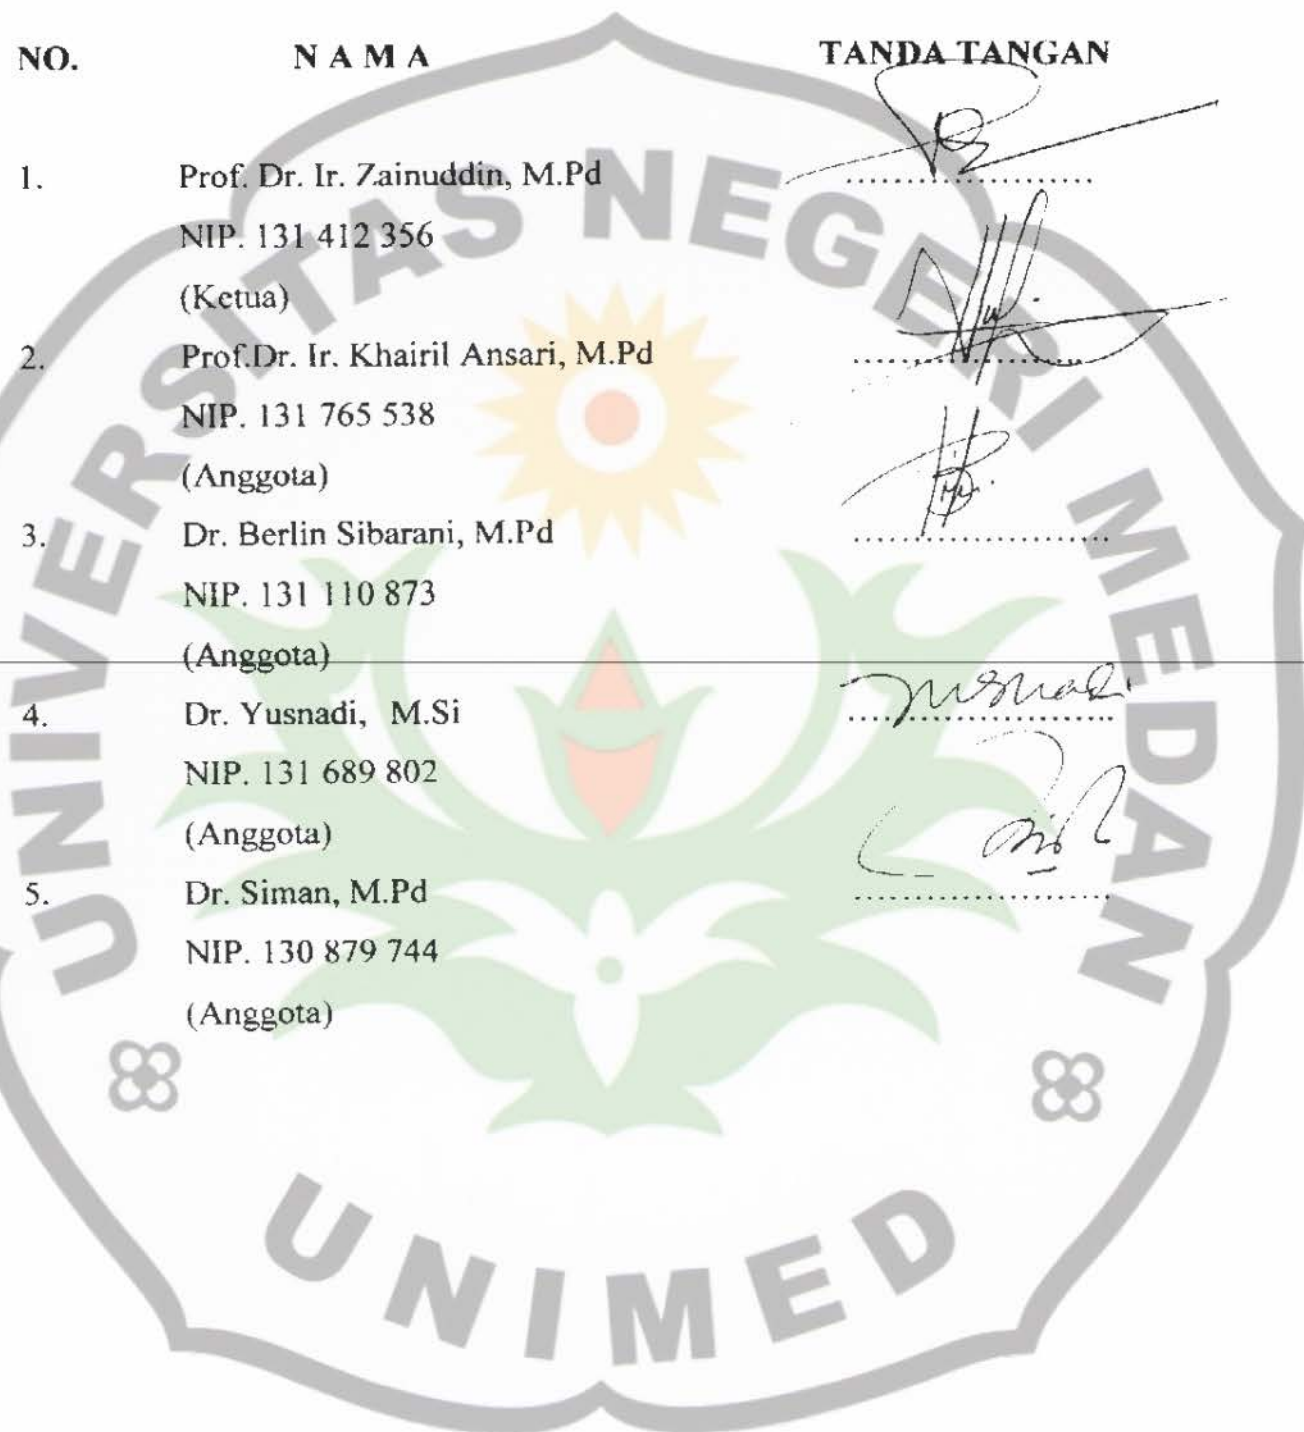 NO. N A M A TANDA TANGAN
1. Prof. Dr. Ir. Zainuddin, M.Pd ....................
NIP. 131 412 356
(Ketua)
2. Prof.Dr. Ir. Khairil Ansari, M.Pd ....................
NIP. 131 765 538
(Anggota)
3. Dr. Berlin Sibarani, M.Pd ....................
NIP. 131 110 873
(Anggota)
4. Dr. Yusnadi, M.Si ....................
NIP. 131 689 802
(Anggota)
5. Dr. Siman, M.Pd ....................
NIP. 130 879 744
(Anggota)
UNIVERSITAS NEGERI MEDAN
UNIMED